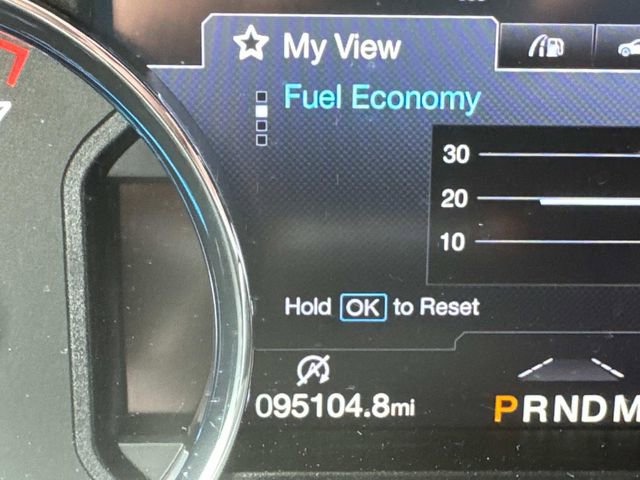 My View
Fuel Economy
30
20
10
Hold OK to Reset
095104.8mi
PRNDM